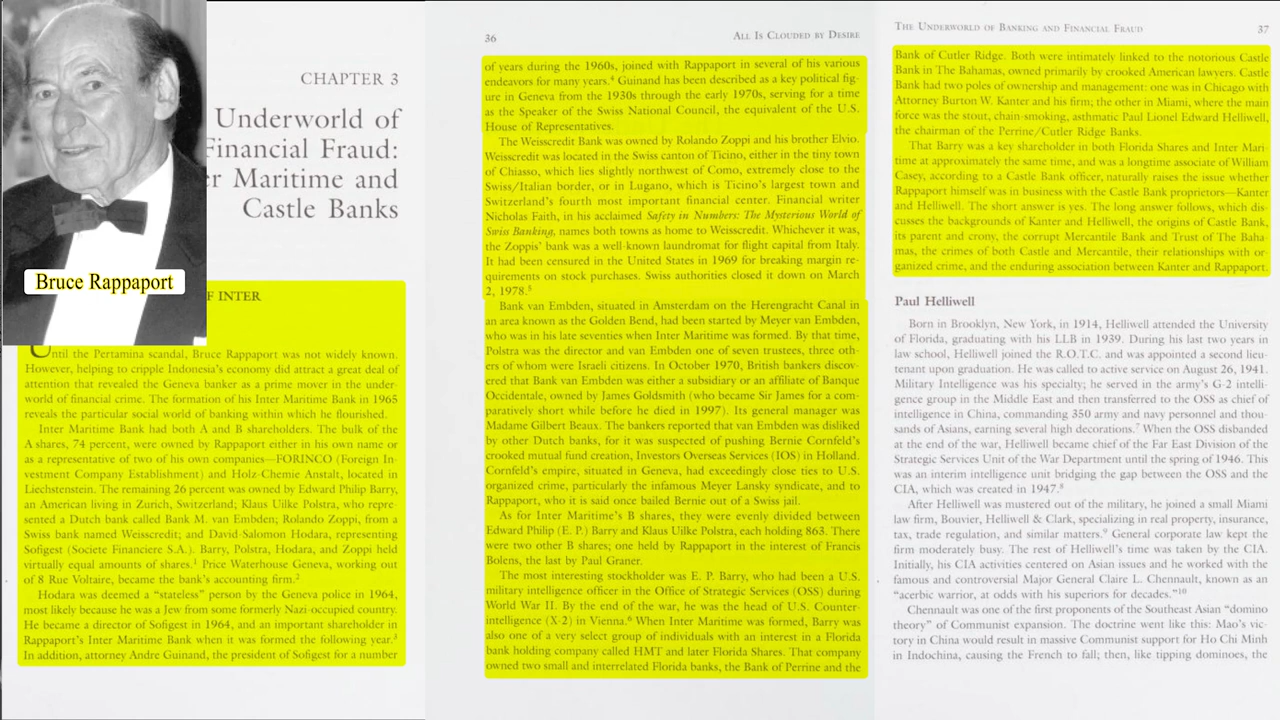 Bruce Rappaport
CHAPTER 3
Underworld of
Financial Fraud:
er Maritime and
Castle Banks
F INTER
Until the Pertamina scandal, Bruce Rappaport was not widely known.
However, helping to cripple Indonesia's economy did attract a great deal of
attention that revealed the Geneva banker as a prime mover in the under-
world of financial crime. The formation of his Inter Maritime Bank in 1965
reveals the particular social world of banking within which he flourished.
Inter Maritime Bank had both A and B shareholders. The bulk of the
A shares, 74 percent, were owned by Rappaport either in his own name or
as a representative of two of his own companies—FORINCO (Foreign In-
vestment Company Establishment) and Holz-Chemie Anstalt, located in
Liechtenstein. The remaining 26 percent was owned by Edward Philip Barry,
an American living in Zurich, Switzerland; Klaus Uilke Polstra, who repre-
sented a Dutch bank called Bank M. van Embden; Rolando Zoppi, from a
Swiss bank named Weisscredit; and David-Salomon Hodara, representing
Sofigest (Societe Financiere S.A.). Barry, Polstra, Hodara, and Zoppi held
virtually equal amounts of shares.1 Price Waterhouse Geneva, working out
of 8 Rue Voltaire, became the bank's accounting firm.2
Hodara was deemed a "stateless" person by the Geneva police in 1964,
most likely because he was a Jew from some formerly Nazi-occupied country.
He became a director of Sofigest in 1964, and an important shareholder in
Rappaport's Inter Maritime Bank when it was formed the following year.3
In addition, attorney Andre Guinand, the president of Sofigest for a number
36
ALL IS CLOUDED BY DESIRE
of years during the 1960s, joined with Rappaport in several of his various
endeavors for many years.4 Guinand has been described as a key political fig-
ure in Geneva from the 1930s through the early 1970s, serving for a time
as the Speaker of the Swiss National Council, the equivalent of the U.S.
House of Representatives.
The Weisscredit Bank was owned by Rolando Zoppi and his brother Elvio.
Weisscredit was located in the Swiss canton of Ticino, either in the tiny town
of Chiasso, which lies slightly northwest of Como, extremely close to the
Swiss/Italian border, or in Lugano, which is Ticino's largest town and
Switzerland's fourth most important financial center. Financial writer
Nicholas Faith, in his acclaimed Safety in Numbers: The Mysterious World of
Swiss Banking, names both towns as home to Weisscredit. Whichever it was,
the Zoppis' bank was a well-known laundromat for flight capital from Italy.
It had been censured in the United States in 1969 for breaking margin re-
quirements on stock purchases. Swiss authorities closed it down on March
2, 1978.5
Bank van Embden, situated in Amsterdam on the Herengracht Canal in
an area known as the Golden Bend, had been started by Meyer van Embden,
who was in his late seventies when Inter Maritime was formed. By that time,
Polstra was the director and van Embden one of seven trustees, three oth-
ers of whom were Israeli citizens. In October 1970, British bankers discov-
ered that Bank van Embden was either a subsidiary or an affiliate of Banque
Occidentale, owned by James Goldsmith (who became Sir James for a com-
paratively short while before he died in 1997). Its general manager was
Madame Gilbert Beaux. The bankers reported that van Embden was disliked
by other Dutch banks, for it was suspected of pushing Bernie Cornfeld's
crooked mutual fund creation, Investors Overseas Services (IOS) in Holland.
Cornfeld's empire, situated in Geneva, had exceedingly close ties to U.S.
organized crime, particularly the infamous Meyer Lansky syndicate, and to
Rappaport, who it is said once bailed Bernie out of a Swiss jail.
As for Inter Maritime's B shares, they were evenly divided between
Edward Philip (E. P.) Barry and Klaus Uilke Polstra, each holding 863. There
were two other B shares; one held by Rappaport in the interest of Francis
Bolens, the last by Paul Graner.
The most interesting stockholder was E. P. Barry, who had been a U.S.
military intelligence officer in the Office of Strategic Services (OSS) during
World War II. By the end of the war, he was the head of U.S. Counter-
intelligence (X-2) in Vienna.6 When Inter Maritime was formed, Barry was
also one of a very select group of individuals with an interest in a Florida
bank holding company called HMT and later Florida Shares. That company
owned two small and interrelated Florida banks, the Bank of Perrine and the
THE UNDERWORLD OF BANKING AND FINANCIAL FRAUD
37
Bank of Cutler Ridge. Both were intimately linked to the notorious Castle
Bank in The Bahamas, owned primarily by crooked American lawyers. Castle
Bank had two poles of ownership and management: one was in Chicago with
Attorney Burton W. Kanter and his firm; the other in Miami, where the main
force was the stout, chain-smoking, asthmatic Paul Lionel Edward Helliwell,
the chairman of the Perrine/Cutler Ridge Banks.
That Barry was a key shareholder in both Florida Shares and Inter Mari-
time at approximately the same time, and was a longtime associate of William
Casey, according to a Castle Bank officer, naturally raises the issue whether
Rappaport himself was in business with the Castle Bank proprietors—Kanter
and Helliwell. The short answer is yes. The long answer follows, which dis-
cusses the backgrounds of Kanter and Helliwell, the origins of Castle Bank,
its parent and crony, the corrupt Mercantile Bank and Trust of The Baha-
mas, the crimes of both Castle and Mercantile, their relationships with or-
ganized crime, and the enduring association between Kanter and Rappaport.
Paul Helliwell
Born in Brooklyn, New York, in 1914, Helliwell attended the University
of Florida, graduating with his LLB in 1939. During his last two years in
law school, Helliwell joined the R.O.T.C. and was appointed a second lieu-
tenant upon graduation. He was called to active service on August 26, 1941.
Military Intelligence was his specialty; he served in the army's G-2 intelli-
gence group in the Middle East and then transferred to the OSS as chief of
intelligence in China, commanding 350 army and navy personnel and thou-
sands of Asians, earning several high decorations.7 When the OSS disbanded
at the end of the war, Helliwell became chief of the Far East Division of the
Strategic Services Unit of the War Department until the spring of 1946. This
was an interim intelligence unit bridging the gap between the OSS and the
CIA, which was created in 1947.8
After Helliwell was mustered out of the military, he joined a small Miami
law firm, Bouvier, Helliwell & Clark, specializing in real property, insurance,
tax, trade regulation, and similar matters.9 General corporate law kept the
firm moderately busy. The rest of Helliwell's time was taken by the CIA.
Initially, his CIA activities centered on Asian issues and he worked with the
famous and controversial Major General Claire L. Chennault, known as an
"acerbic warrior, at odds with his superiors for decades."10
Chennault was one of the first proponents of the Southeast Asian "domino
theory" of Communist expansion. The doctrine went like this: Mao's vic-
tory in China would result in massive Communist support for Ho Chi Minh
in Indochina, causing the French to fall; then, like tipping dominoes, the